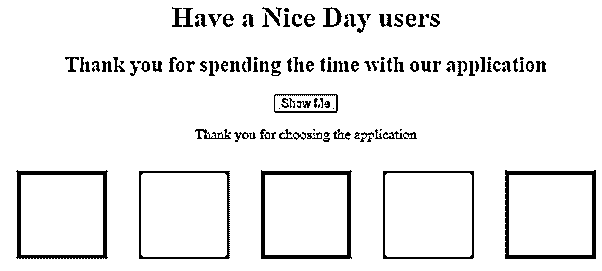 Have a Nice Day users
Thank you for spending the time with our application
Show Me
Thank you for choosing the application